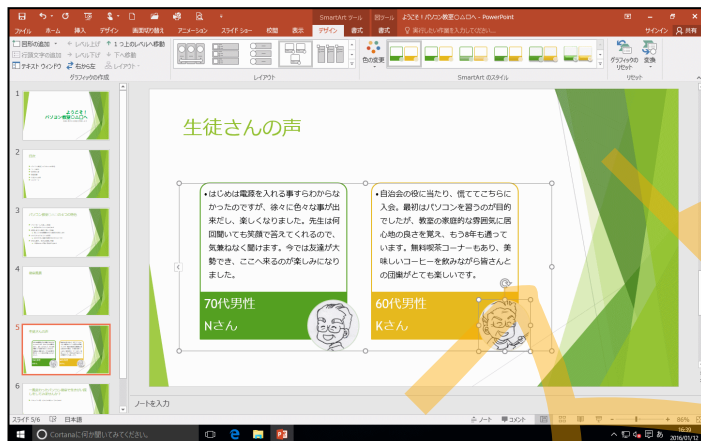 SmartArt ツール
図ツール
ようこそ！パソコン教室○△□へ - PowerPoint
ファイル
ホーム
挿入
デザイン
画面切り替え
アニメーション
スライド ショー
校閲
表示
デザイン
書式
書式
実行したい作業を入力してください...
サインイン
共有
図形の追加
レベル上げ
1 つ上のレベルへ移動
行頭文字の追加
レベル下げ
下へ移動
テキスト ウィンドウ
右から左
レイアウト
色の変更
グラフィックの
リセット
変換
グラフィックの作成
レイアウト
SmartArt のスタイル
リセット
1
ようこそ！
パソコン教室○△□へ
2
3
4
5
6
生徒さんの声
•はじめは電源を入れる事すらわからな
かったのですが、徐々に色々な事が出
来だし、楽しくなりました。先生は何
回聞いても笑顔で答えてくれるので、
気兼ねなく聞けます。今では友達が大
勢でき、ここへ来るのが楽しみになり
ました。
70代男性
Nさん
•自治会の役に当たり、慌ててこちらに
入会。最初はパソコンを習うのが目的
でしたが、教室の家庭的な雰囲気に居
心地の良さを覚え、もう8年も通って
います。無料喫茶コーナーもあり、美
味しいコーヒーを飲みながら皆さんと
の団欒がとても楽しいです。
60代男性
Kさん
ノートを入力
スライド 5/6
日本語
ノート
コメント
86%
Cortanaに何か聞いてみてください。
あ
16:39
2016/01/12